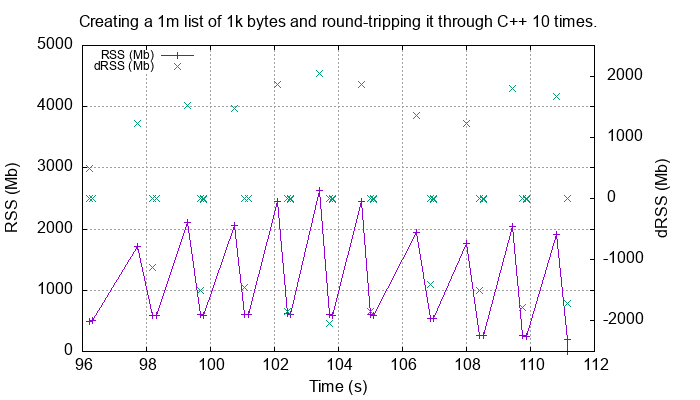 Creating a 1m list of 1k bytes and round-tripping it through C++ 10 times.
RSS (Mb)
dRSS (Mb)
RSS (Mb)
5000
4000
3000
2000
1000
0
2000
1000
0
-1000
-2000
dRSS (Mb)
96 98 100 102 104 106 108 110 112
Time (s)